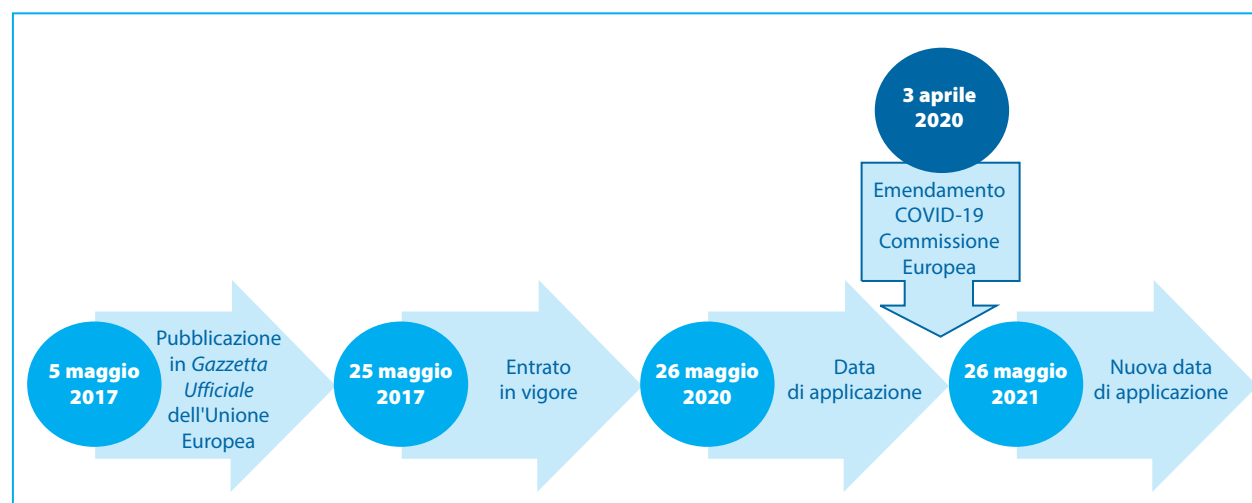 3 aprile
2020
Emendamento
COVID-19
Commissione
Europea
5 maggio
2017
Pubblicazione
in Gazzetta
Ufficiale
dell'Unione
Europea
25 maggio
2017
Entrato
in vigore
26 maggio
2020
Data
di applicazione
26 maggio
2021
Nuova data
di applicazione